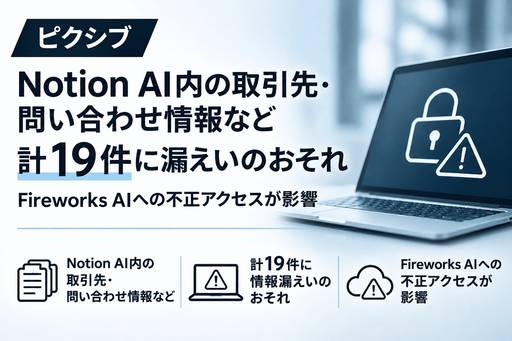 ピクシブ
Notion AI内の取引先・
問い合わせ情報など
計19件に漏えいのおそれ
Fireworks AIへの不正アクセスが影響
Notion AI内の
取引先・
問い合わせ情報など
計19件に
情報漏えいの
おそれ
Fireworks AIへの
不正アクセスが
影響